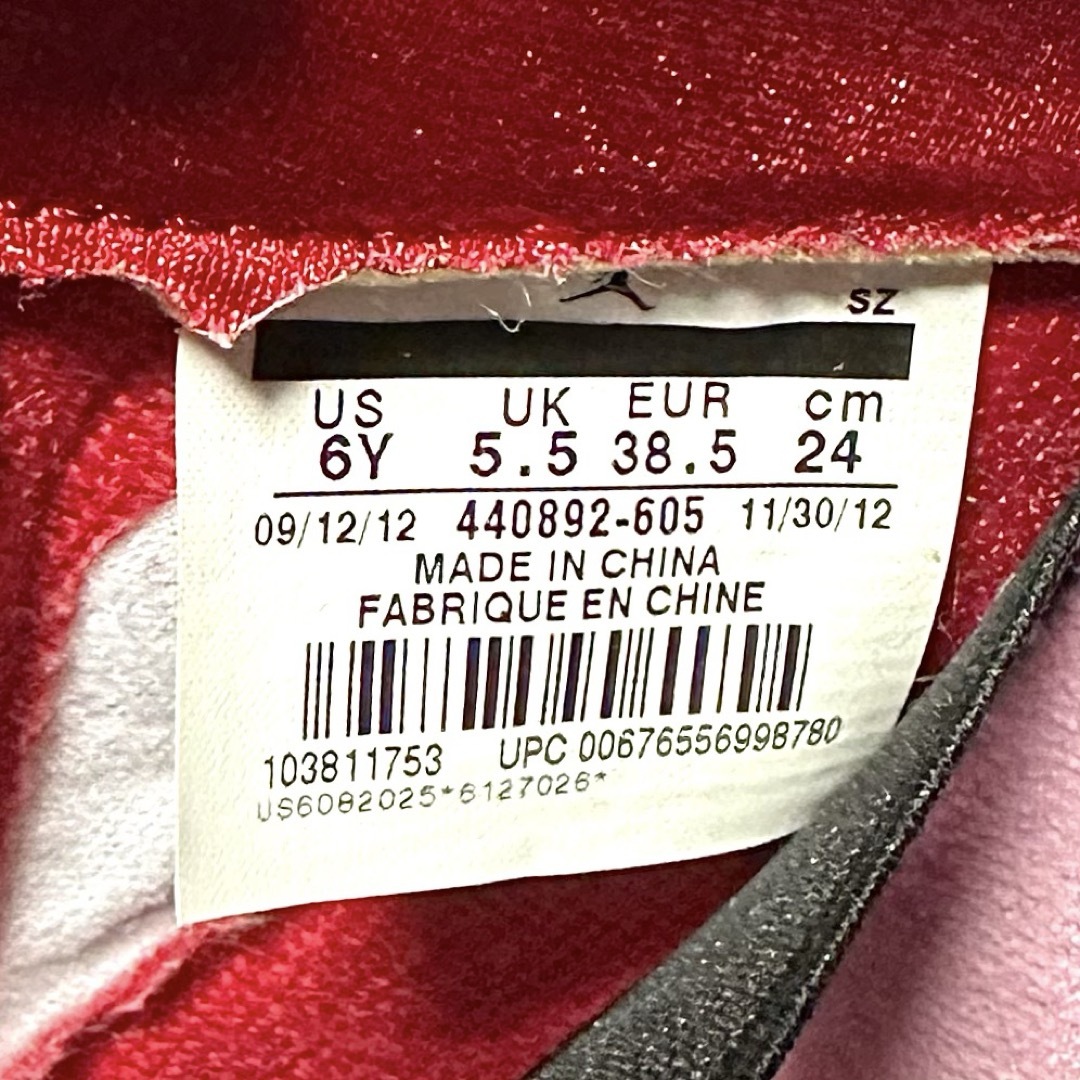 SZ
US UK EUR cm
6Y 5.5 38.5 24
09/12/12 440892-605 11/30/12
MADE IN CHINA
FABRIQUE EN CHINE
103811753 UPC 00676556998780
US6082025*6127026*